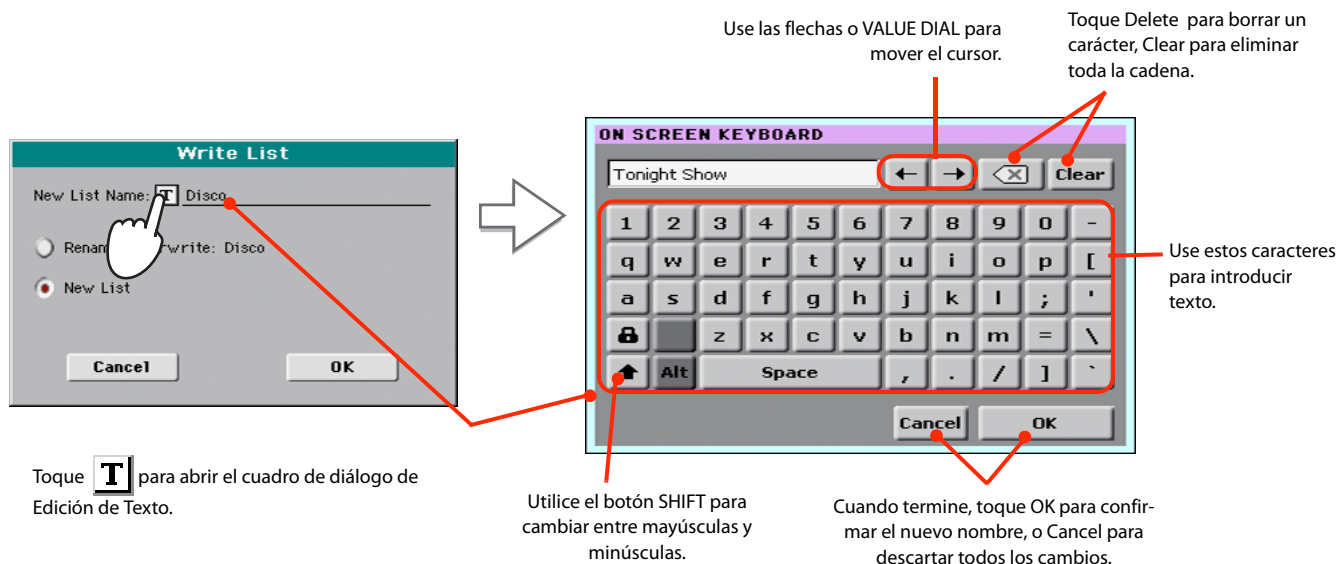 Use las flechas o VALUE DIAL para
mover el cursor.
Toque Delete para borrar un
carácter, Clear para eliminar
toda la cadena.
Write List
New List Name: T Disco
Renam rwrite: Disco
New List
Cancel OK
Toque T para abrir el cuadro de diálogo de
Edición de Texto.
ON SCREEN KEYBOARD
Tonight Show ← → Clear
1 2 3 4 5 6 7 8 9 0 -
q w e r t y u i o p [
a s d f g h j k l ; '
z x c v b n m = \
Alt Space , . / ] `
Cancel OK
Use estos caracteres
para introducir
texto.
Utilice el botón SHIFT para
cambiar entre mayúsculas y
minúsculas.
Cuando termine, toque OK para confir-
mar el nuevo nombre, o Cancel para
descartar todos los cambios.